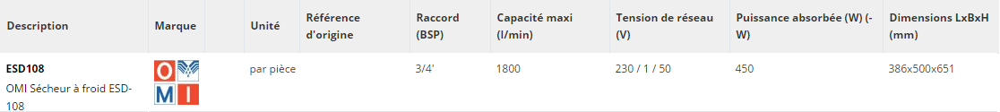 Description	Marque	Unité	Référence d'origine	Raccord (BSP)	Capacité maxi (l/min)	Tension de réseau (V)	Puissance absorbée (W) (-W)	Dimensions LxBxH (mm)
ESD108
OMI Sécheur à froid ESD-
108
O
M I
par pièce	3/4'	1800	230 / 1 / 50	450	386x500x651